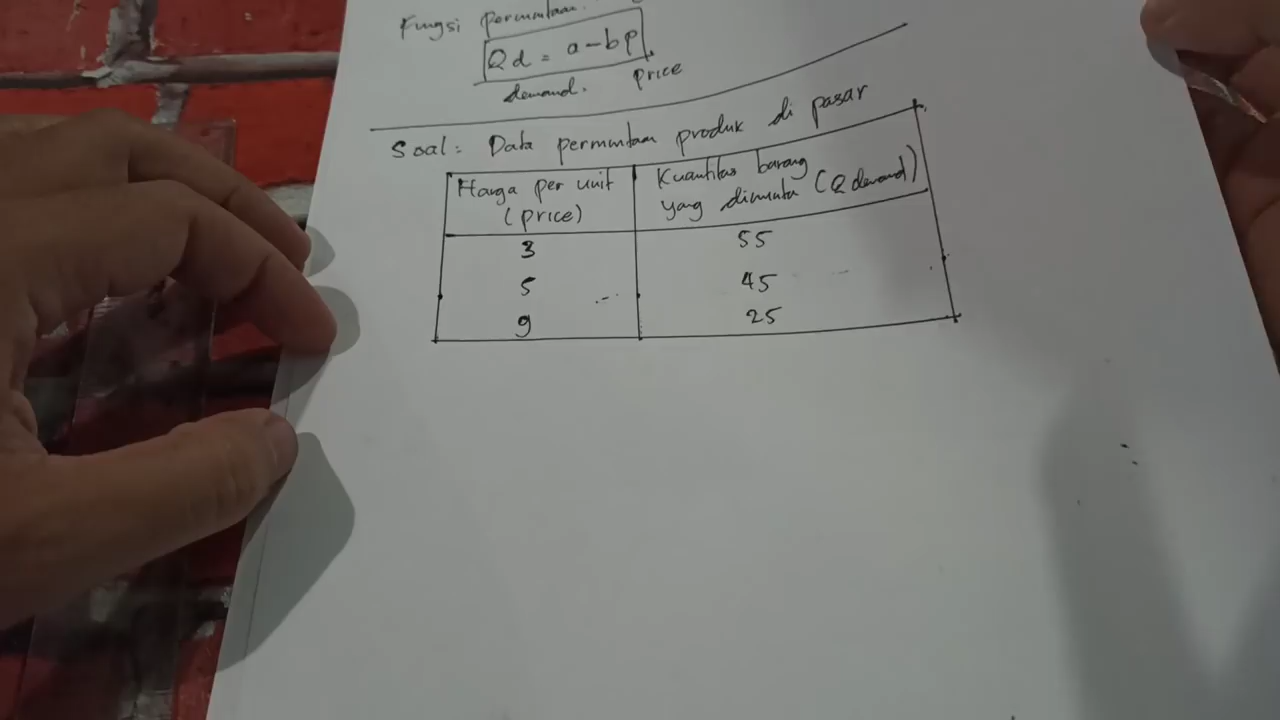 Fungsi permintaan
Qd = a - bp
demand. price
Soal: Data permintaan produk di pasar
Harga per unit
(price)
Kuantitas barang
yang diminta (Q demand)
3 55
5 45
9 25